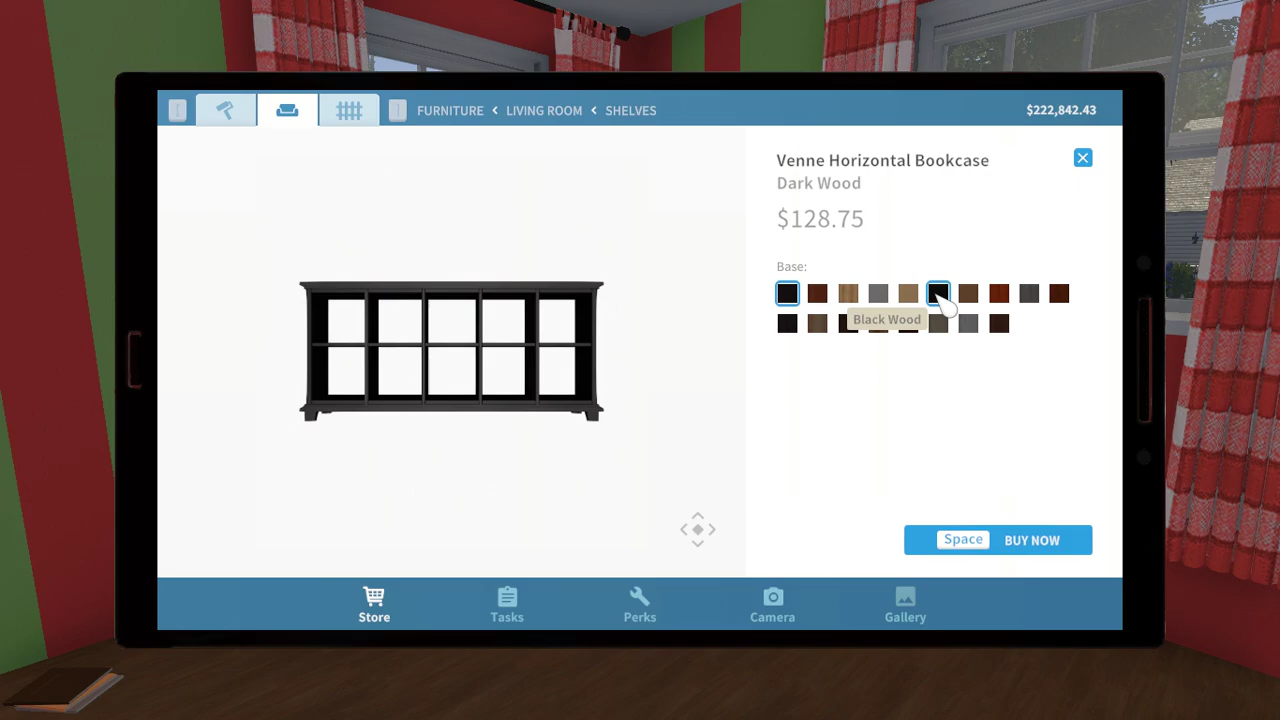 FURNITURE < LIVING ROOM < SHELVES
$222,842.43
Venne Horizontal Bookcase
Dark Wood
$128.75
Base:
Black Wood
Space BUY NOW
Store
Tasks
Perks
Camera
Gallery